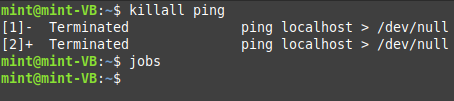 mint@mint-VB:~$ killall ping
[1]-  Terminated              ping localhost > /dev/null
[2]+  Terminated              ping localhost > /dev/null
mint@mint-VB:~$ jobs
mint@mint-VB:~$